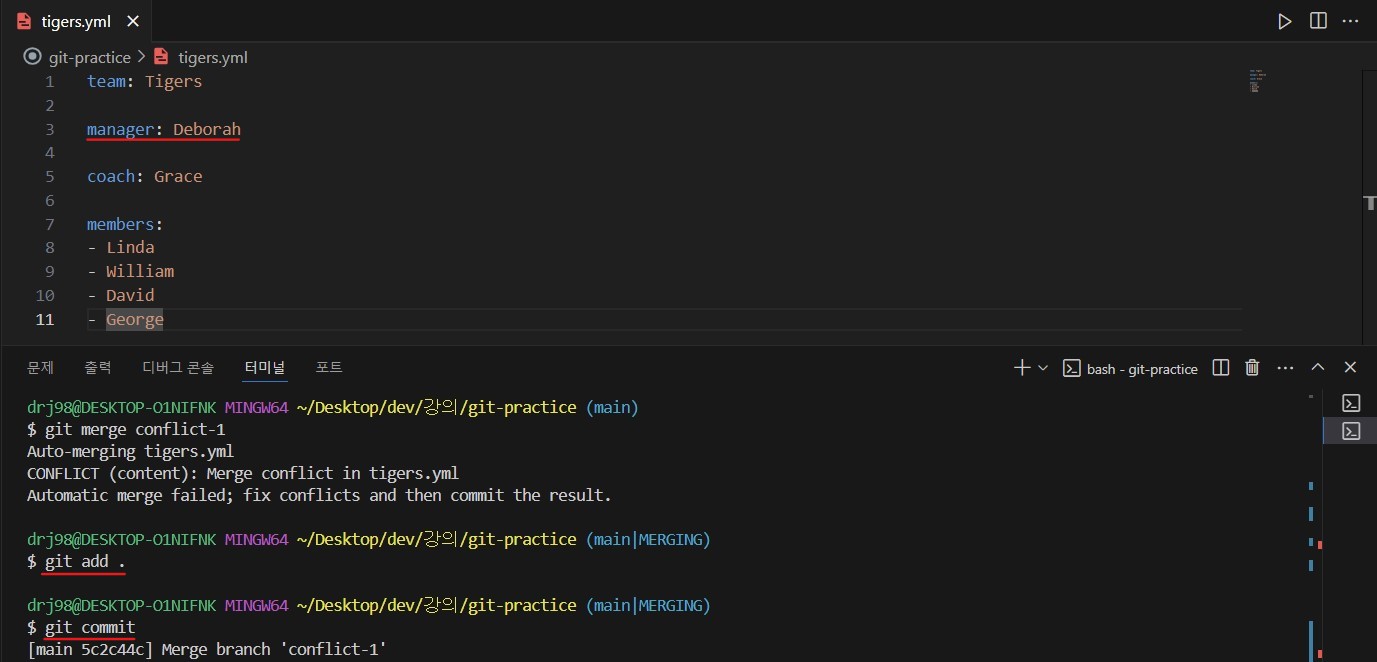 tigers.yml
git-practice > tigers.yml
1 team: Tigers
2
3 manager: Deborah
4
5 coach: Grace
6
7 members:
8 - Linda
9 - William
10 - David
11 - George
문제 출력 디버그 콘솔 터미널 포트 bash - git-practice
drj98@DESKTOP-O1NIFNK MINGW64 ~/Desktop/dev/강의/git-practice (main)
$ git merge conflict-1
Auto-merging tigers.yml
CONFLICT (content): Merge conflict in tigers.yml
Automatic merge failed; fix conflicts and then commit the result.
drj98@DESKTOP-O1NIFNK MINGW64 ~/Desktop/dev/강의/git-practice (main|MERGING)
$ git add .
drj98@DESKTOP-O1NIFNK MINGW64 ~/Desktop/dev/강의/git-practice (main|MERGING)
$ git commit
[main 5c2c44c] Merge branch 'conflict-1'